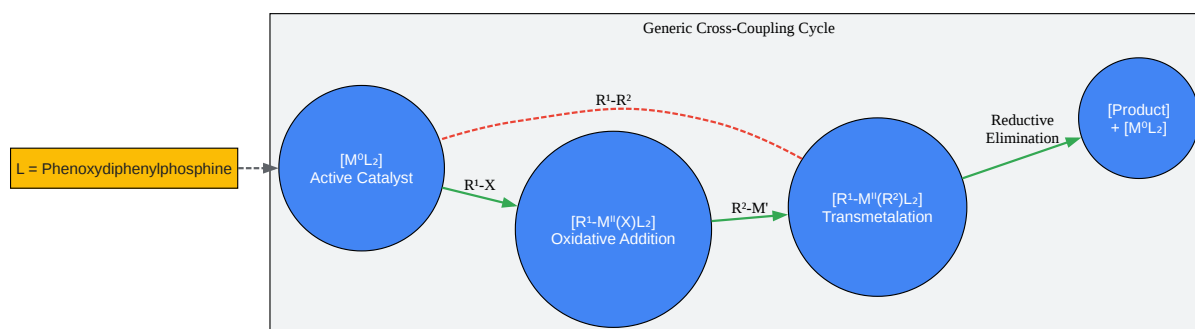 Generic Cross-Coupling Cycle
L = Phenoxydiphenylphosphine
[M⁰L₂]
Active Catalyst
R¹-X
[R¹-Mᴵᴵ(X)L₂]
Oxidative Addition
R²-M'
[R¹-Mᴵᴵ(R²)L₂]
Transmetalation
R¹-R²
Reductive
Elimination
[Product]
+ [M⁰L₂]